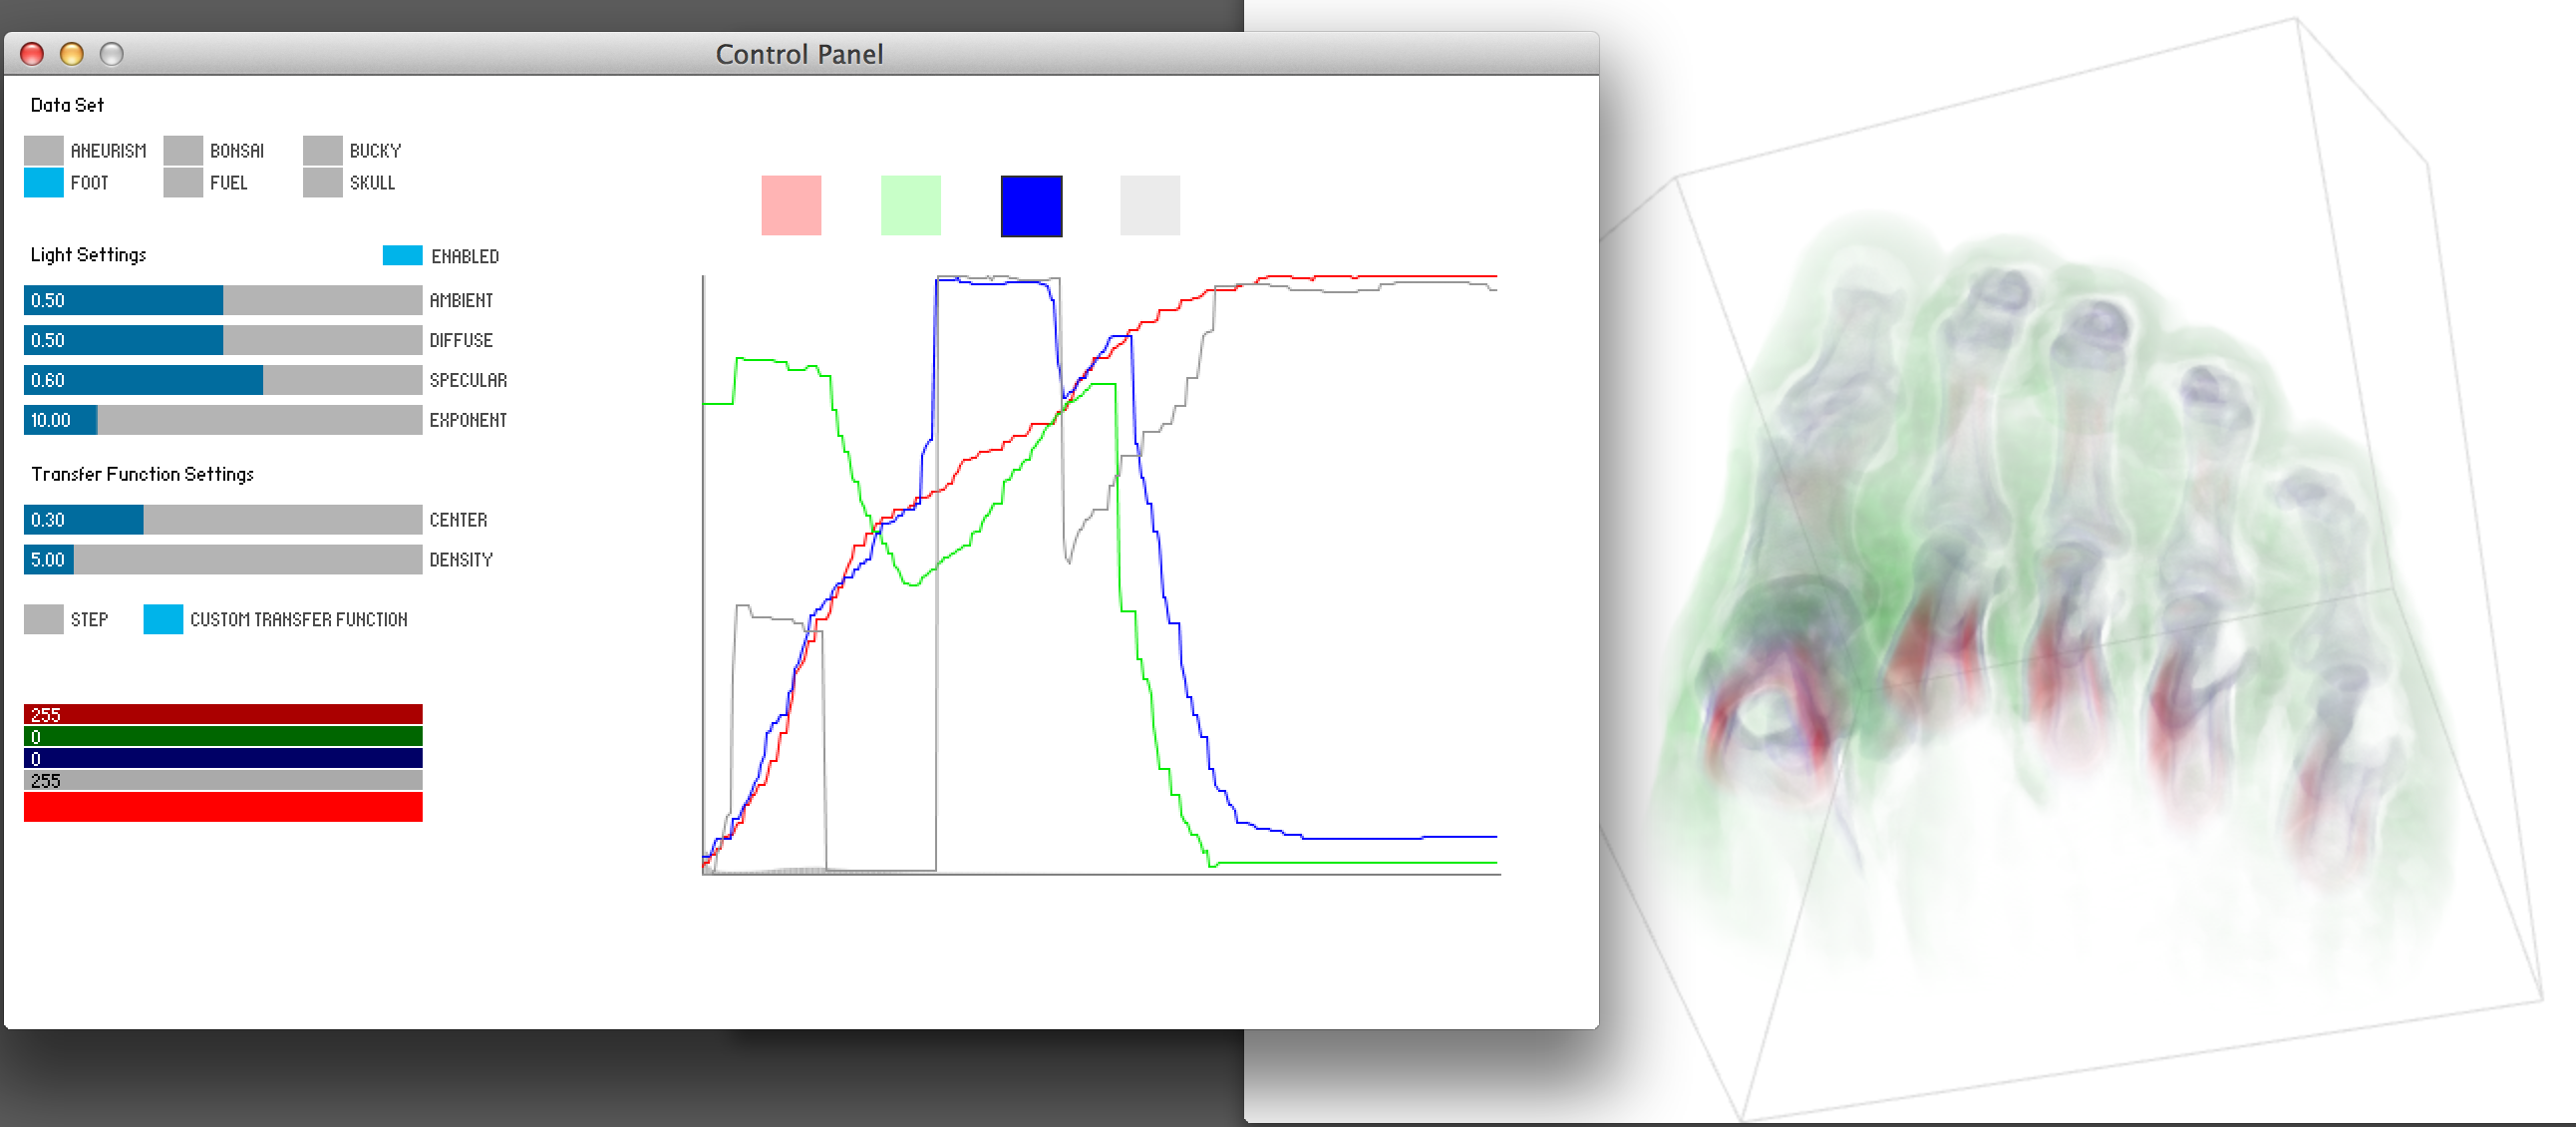 Control Panel
Data Set
ANEURISM BONSAI BUCKY
FOOT FUEL SKULL
Light Settings ENABLED
0.50 AMBIENT
0.50 DIFFUSE
0.60 SPECULAR
10.00 EXPONENT
Transfer Function Settings
0.30 CENTER
5.00 DENSITY
STEP CUSTOM TRANSFER FUNCTION
255
0
0
255